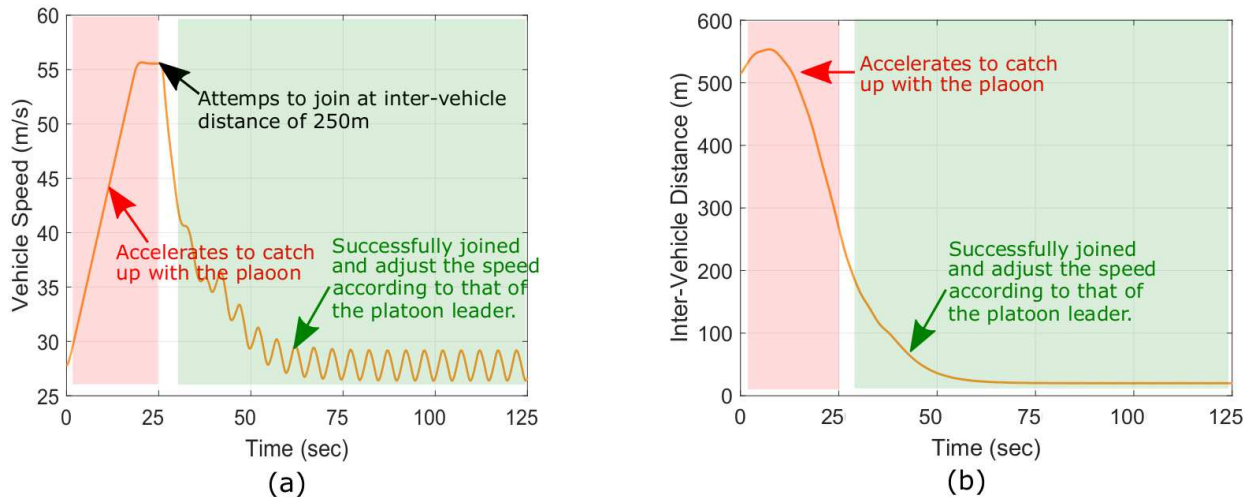 60
55
50
45
40
35
30
25
0
25
50
75
100
125
Vehicle Speed (m/s)
Time (sec)
Attemps to join at inter-vehicle
distance of 250m
Accelerates to catch
up with the plaoon
Successfully joined
and adjust the speed
according to that of
the platoon leader.
(a)
600
500
400
300
200
100
0
0
25
50
75
100
125
Inter-Vehicle Distance (m)
Time (sec)
Accelerates to catch
up with the plaoon
Successfully joined
and adjust the speed
according to that of
the platoon leader.
(b)